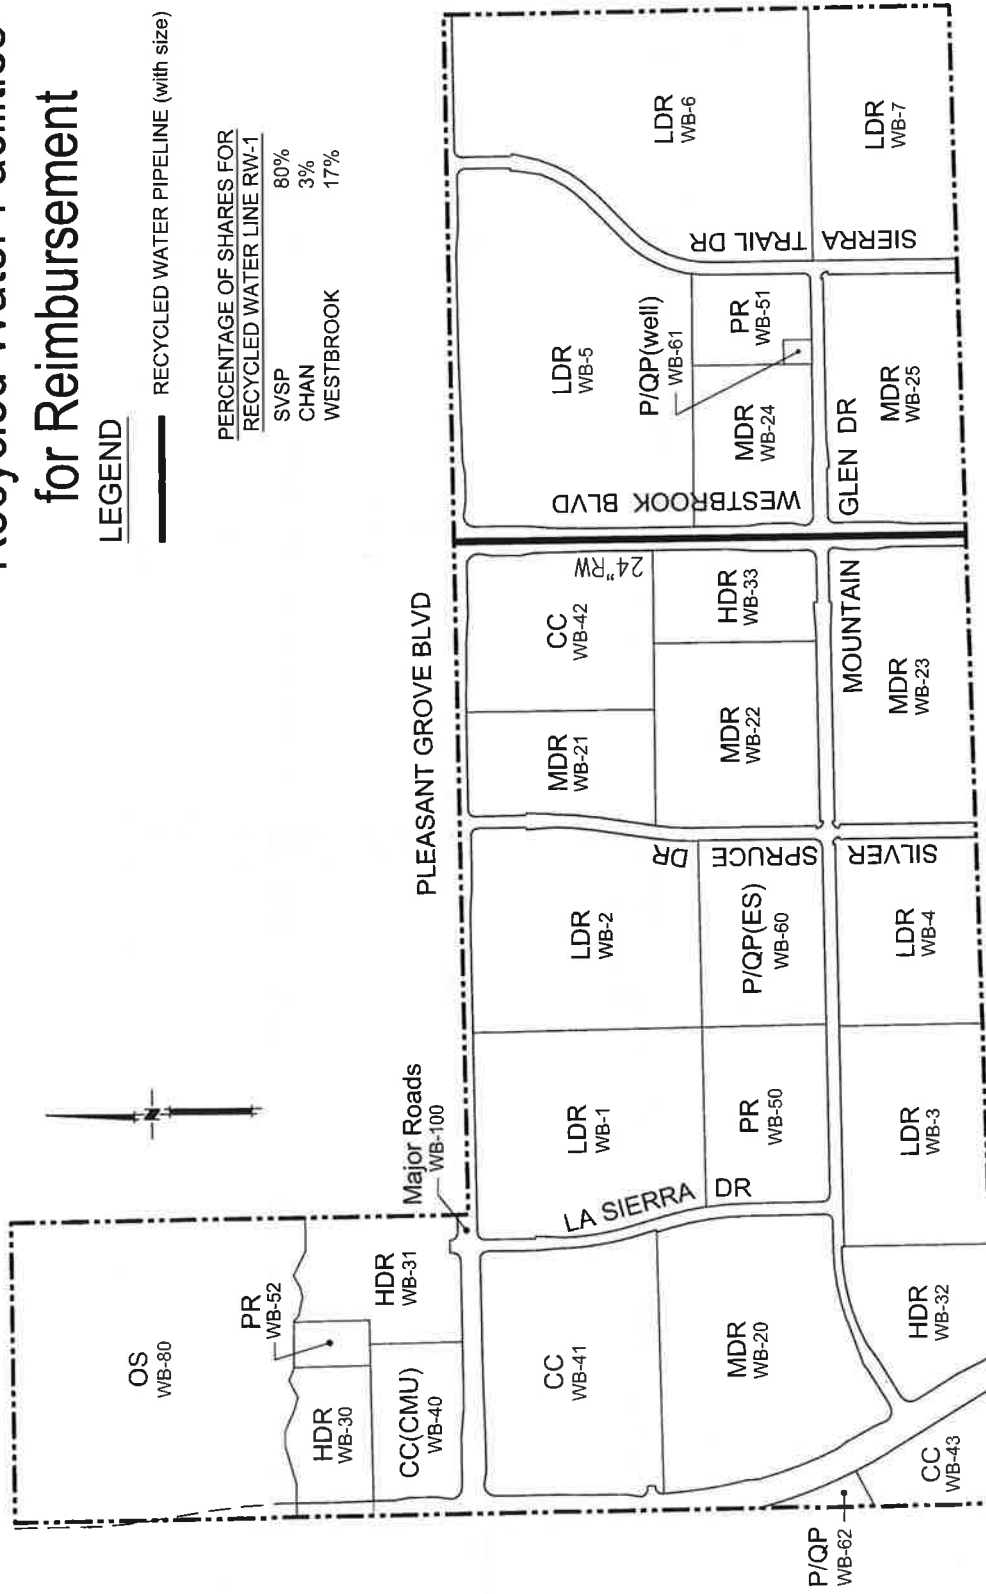 Recycled Water Facilities
for Reimbursement
LEGEND
RECYCLED WATER PIPELINE (with size)
PERCENTAGE OF SHARES FOR
RECYCLED WATER LINE RW-1
SVSP 80%
CHAN 3%
WESTBROOK 17%
N
OS
WB-80
PR
WB-52
HDR
WB-30
HDR
WB-31
CC(CMU)
WB-40
Major Roads
WB-100
PLEASANT GROVE BLVD
CC
WB-41
LA SIERRA DR
LDR
WB-1
LDR
WB-2
MDR
WB-21
CC
WB-42
24"RW
WESTBROOK BLVD
LDR
WB-5
LDR
WB-6
P/QP(well)
WB-61
MDR
WB-20
PR
WB-50
P/QP(ES)
WB-60
SILVER SPRUCE DR
MDR
WB-22
HDR
WB-33
MDR
WB-24
PR
WB-51
SIERRA TRAIL DR
LDR
WB-7
MOUNTAIN GLEN DR
P/QP
WB-62
CC
WB-43
HDR
WB-32
LDR
WB-3
LDR
WB-4
MDR
WB-23
MDR
WB-25